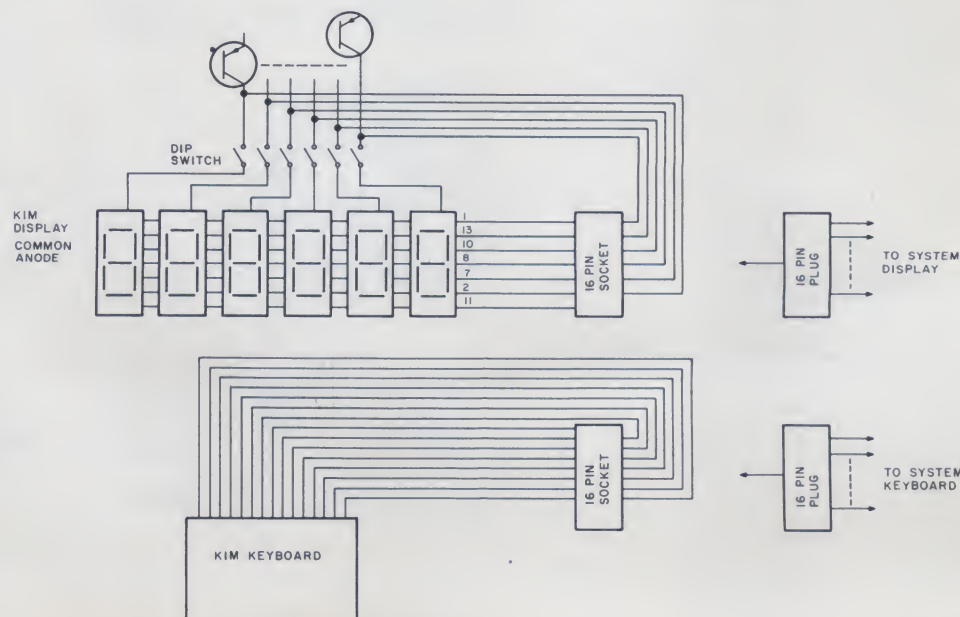 DIP
SWITCH
KIM
DISPLAY
COMMON
ANODE
1
13
10
8
7
2
11
16 PIN
SOCKET
16 PIN
PLUG
TO SYSTEM
DISPLAY
16 PIN
SOCKET
16 PIN
PLUG
TO SYSTEM
KEYBOARD
KIM KEYBOARD